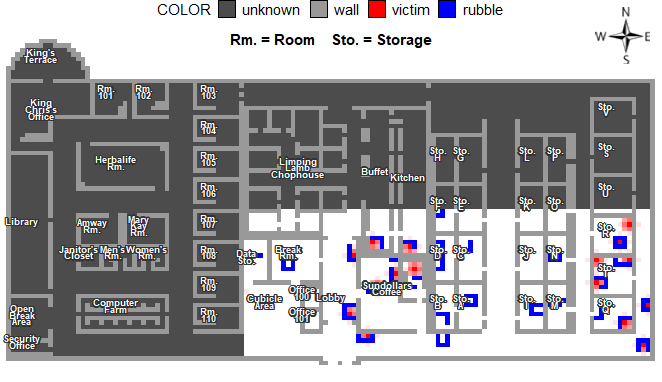 COLOR unknown wall victim rubble
Rm. = Room Sto. = Storage
N
W E
S
King's
Terrace
King
Chris's
Office
Rm.
101
Rm.
102
Rm.
103
Rm.
104
Rm.
105
Rm.
106
Rm.
107
Rm.
108
Rm.
109
Rm.
110
Herbalife
Rm.
Library
Amway
Rm.
Mary
Kay
Rm.
Janitor's
Closet
Men's
Rm.
Women's
Rm.
Computer
Farm
Open
Break
Area
Security
Office
Limping
Lamb
Chophouse
Buffet
Kitchen
Data
Sto.
Break
Rm.
Cubicle
Area
Office
100
Office
101
Lobby
Sundollars
Coffee
Sto.
H
Sto.
G
Sto.
Sto.
Sto.
D
Sto.
C
Sto.
B
Sto.
A
Sto.
L
Sto.
P
Sto.
K
Sto.
O
Sto.
J
Sto.
N
Sto.
I
Sto.
M
Sto.
V
Sto.
S
Sto.
U
Sto.
R
Sto.
T
Sto.
Q